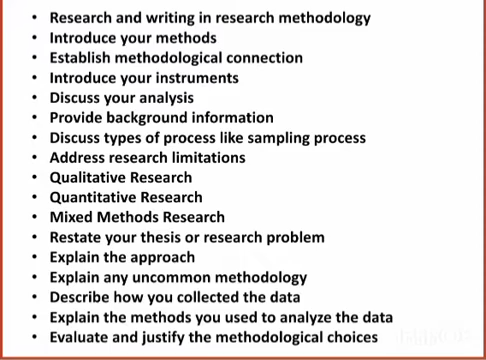 • Research and writing in research methodology
• Introduce your methods
• Establish methodological connection
• Introduce your instruments
• Discuss your analysis
• Provide background information
• Discuss types of process like sampling process
• Address research limitations
• Qualitative Research
• Quantitative Research
• Mixed Methods Research
• Restate your thesis or research problem
• Explain the approach
• Explain any uncommon methodology
• Describe how you collected the data
• Explain the methods you used to analyze the data
• Evaluate and justify the methodological choices